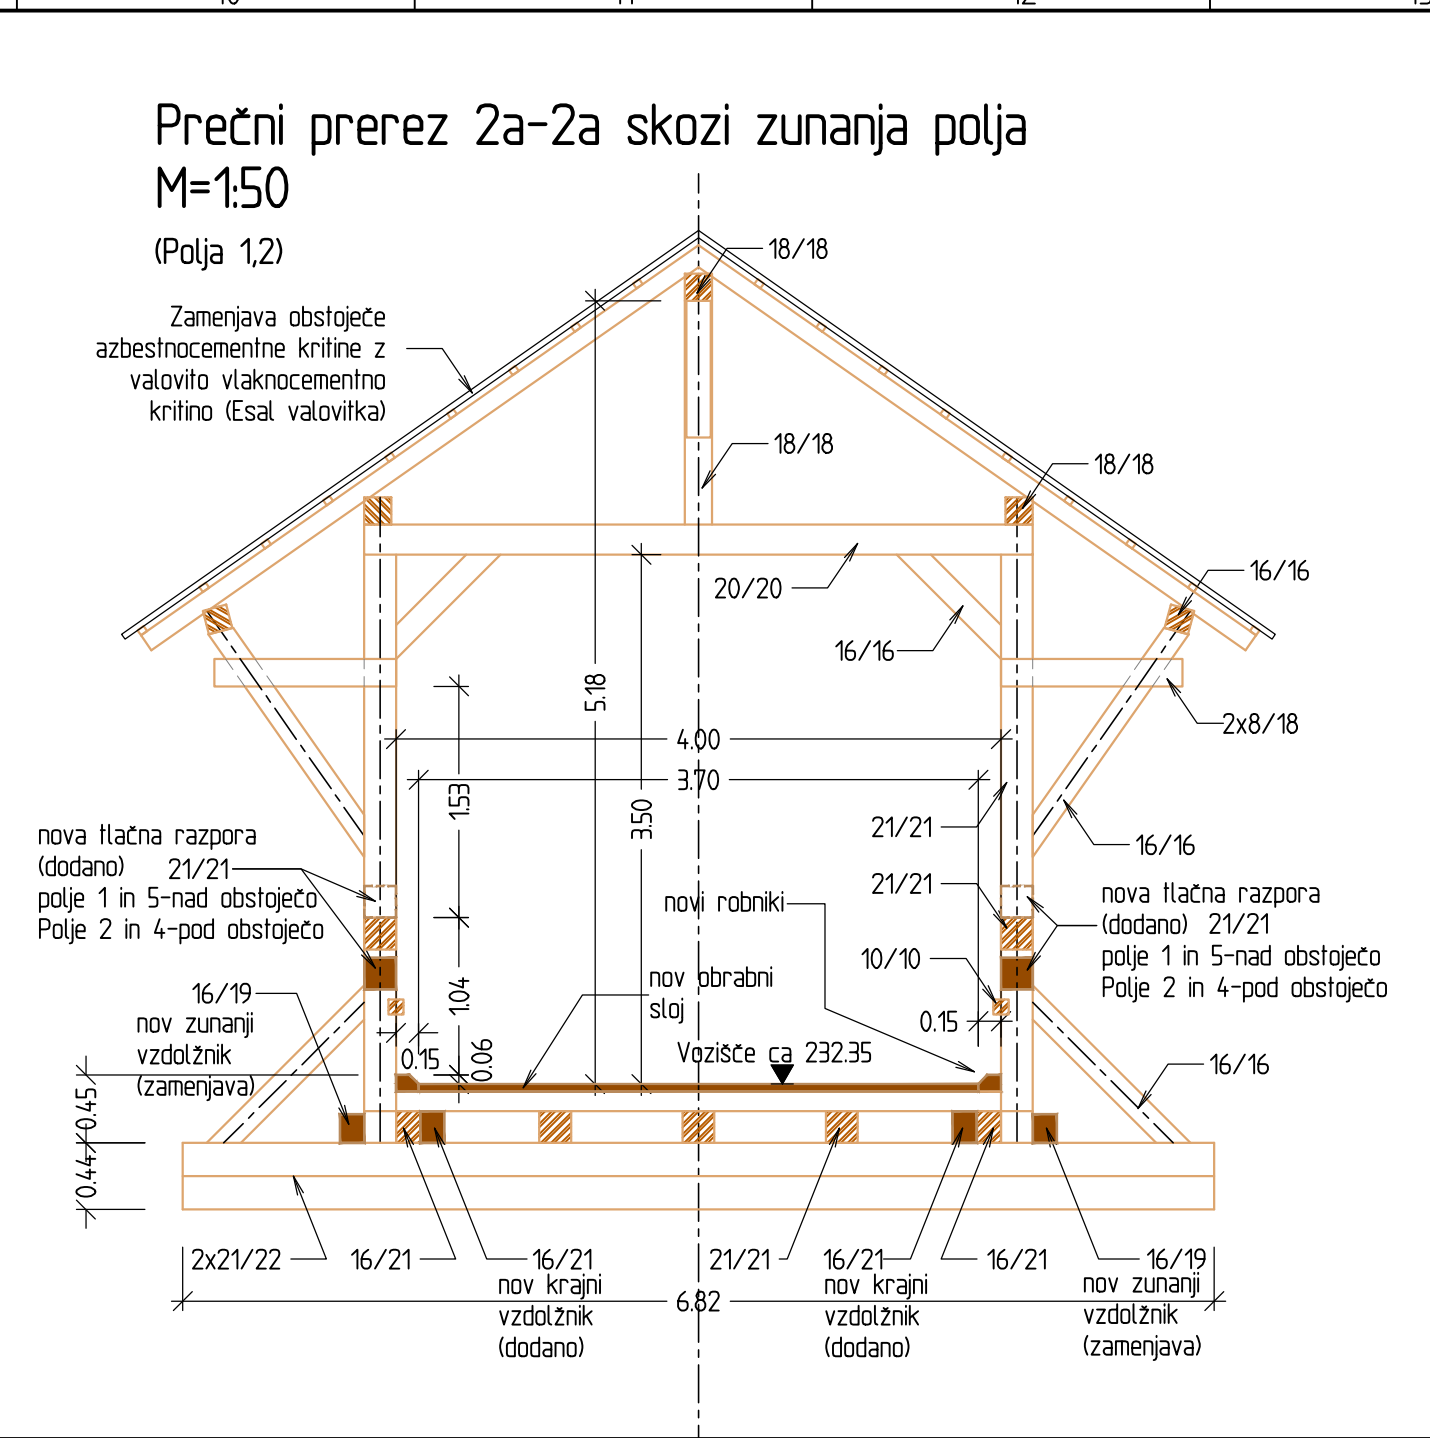 Prečni prerez 2a-2a skozi zunanja polja
M=1:50
(Polja 1,2)
18/18
Zamenjava obstoječe
azbestnocementne kritine z
valovito vlaknocementno
kritino (Esal valovitka)
18/18
18/18
16/16
20/20
16/16
5.18
2x8/18
4.00
3.70
1.53
3.50
21/21
16/16
nova tlačna razpora
(dodano) 21/21
polje 1 in 5-nad obstoječo
Polje 2 in 4-pod obstoječo
21/21
novi robniki
nova tlačna razpora
(dodano) 21/21
polje 1 in 5-nad obstoječo
Polje 2 in 4-pod obstoječo
10/10
nov obrabni
sloj
1.04
16/19
nov zunanji
vzdolžnik
(zamenjava)
0.15
0.15
0.06
Vozišče ca 232.35
16/16
0.45
0.44
2x21/22
16/21
16/21
nov krajni
vzdolžnik
(dodano)
21/21
16/21
nov krajni
vzdolžnik
(dodano)
16/21
16/19
nov zunanji
vzdolžnik
(zamenjava)
6.82